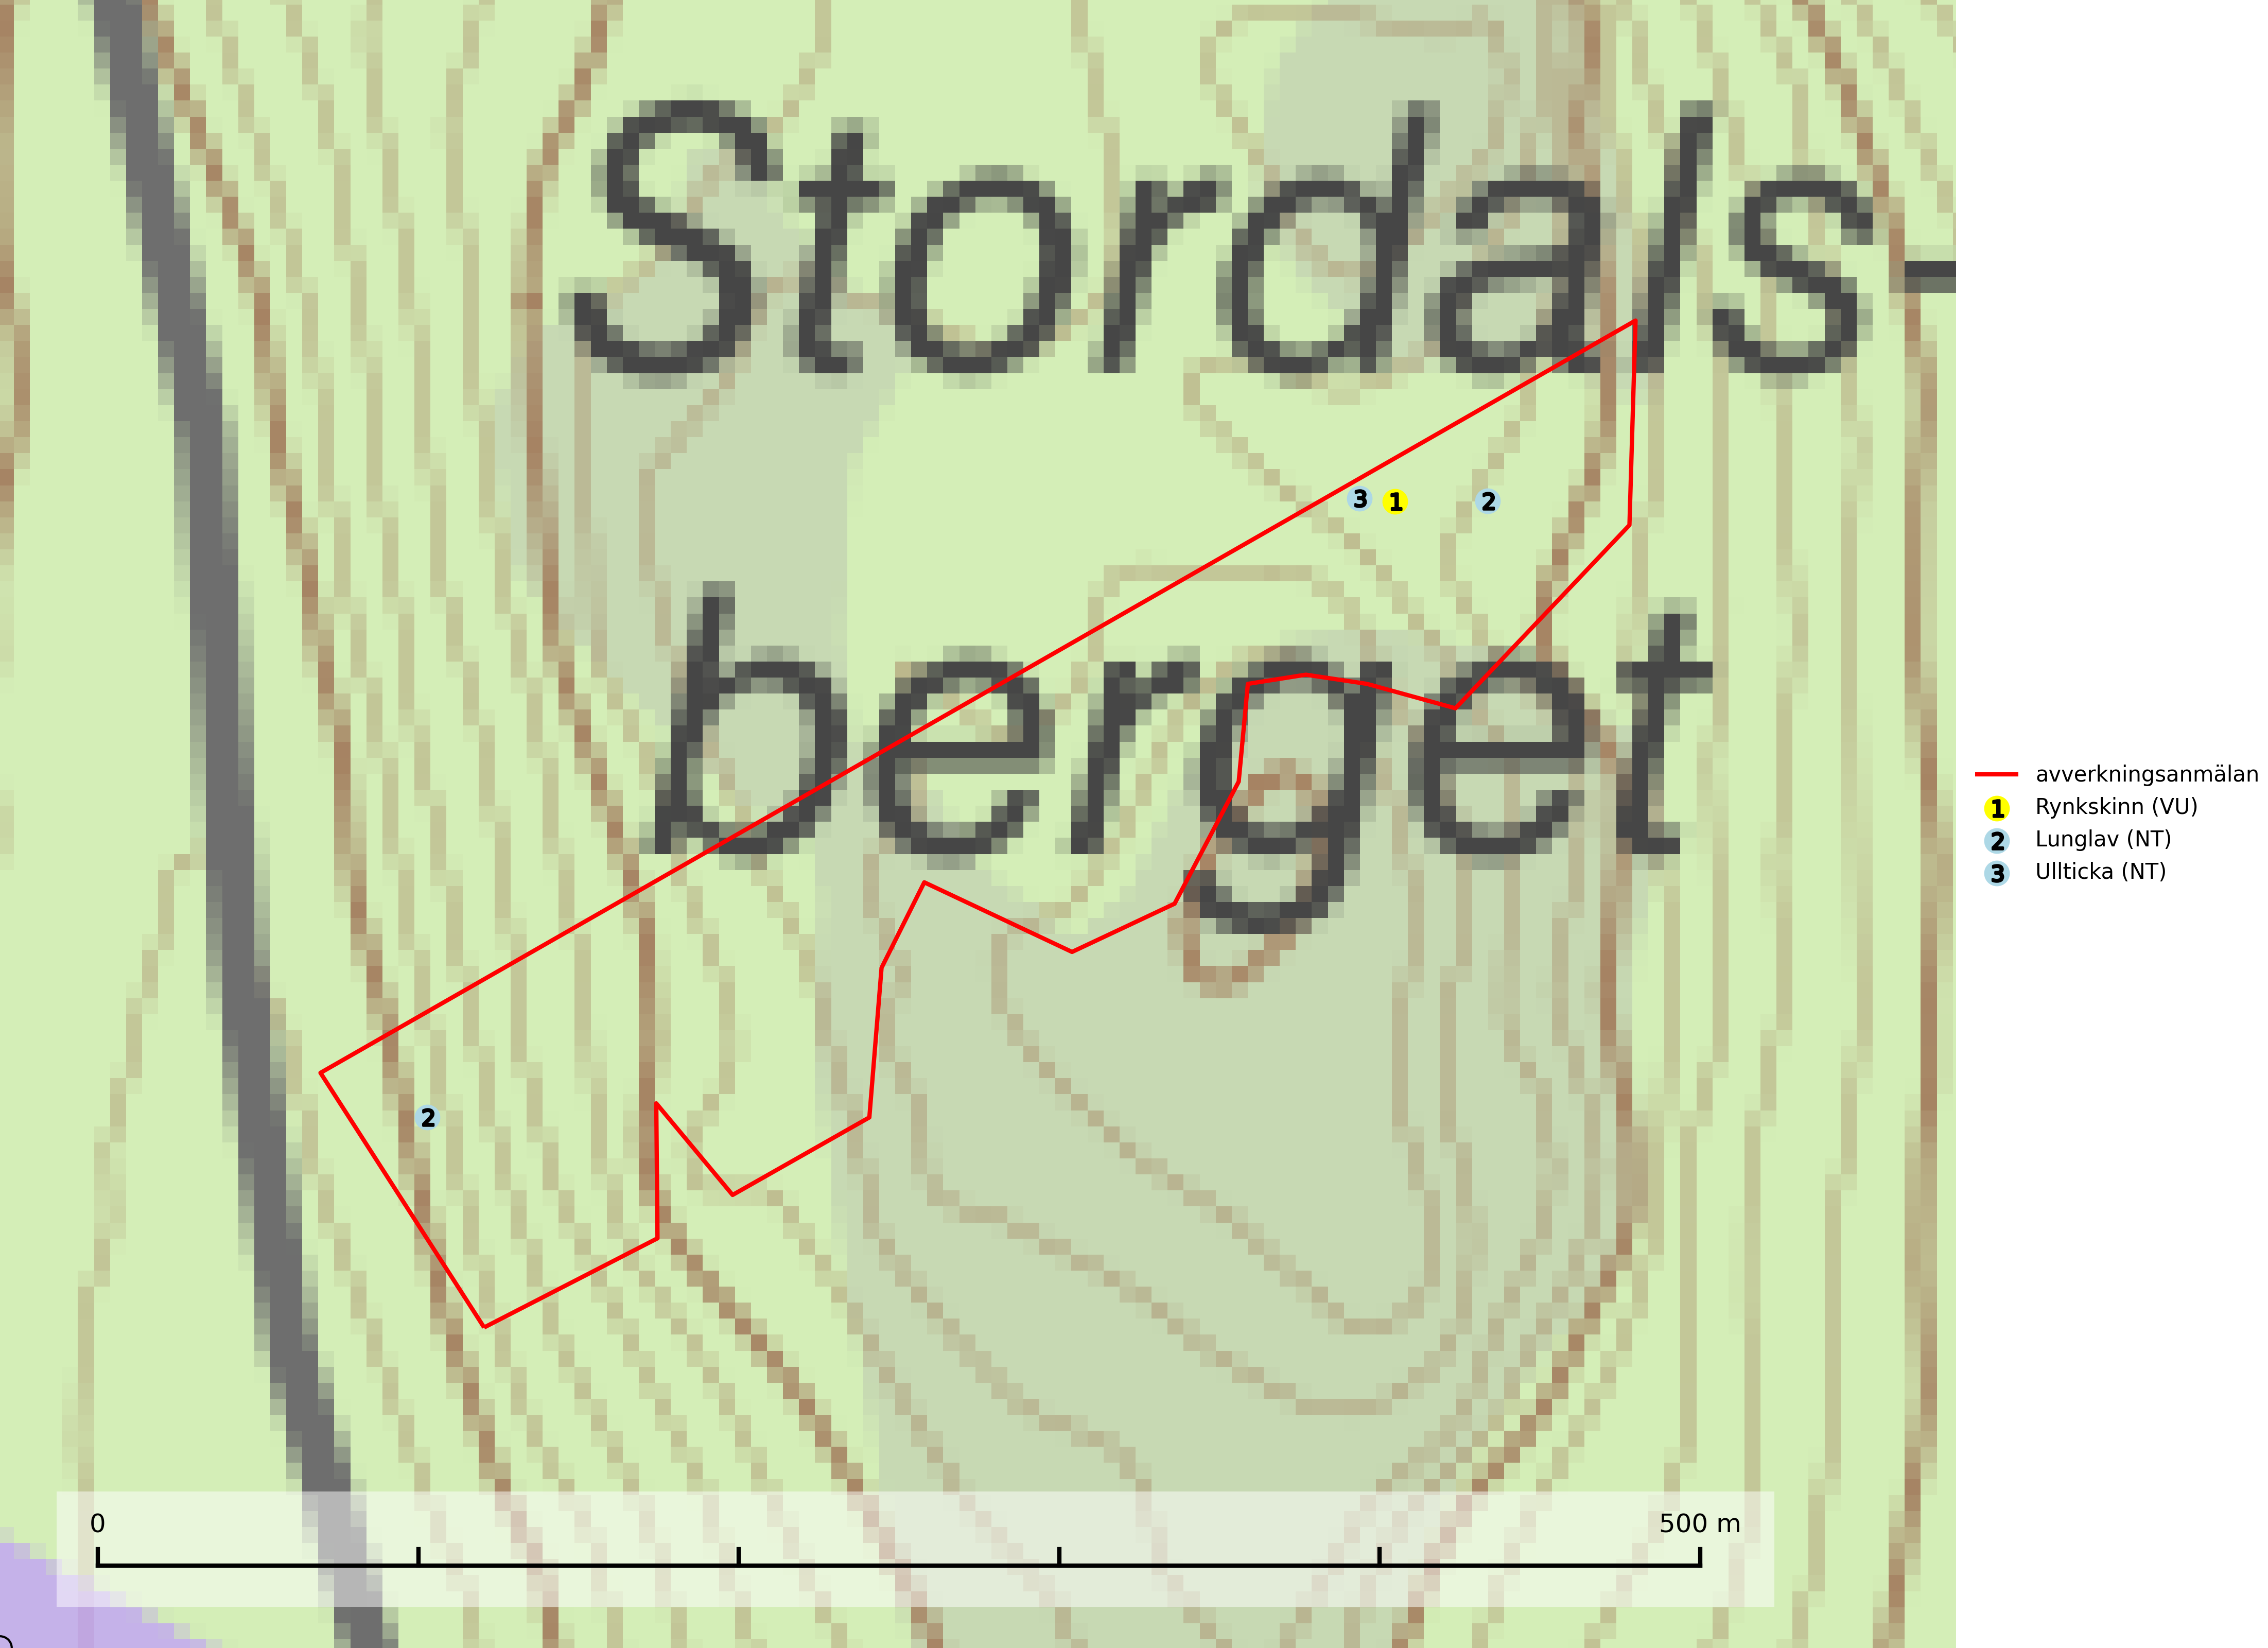 Stordals-
3 1 2
berget
2
avverkningsanmälan
1 Rynkskinn (VU)
2 Lunglav (NT)
3 Ullticka (NT)
0 500 m